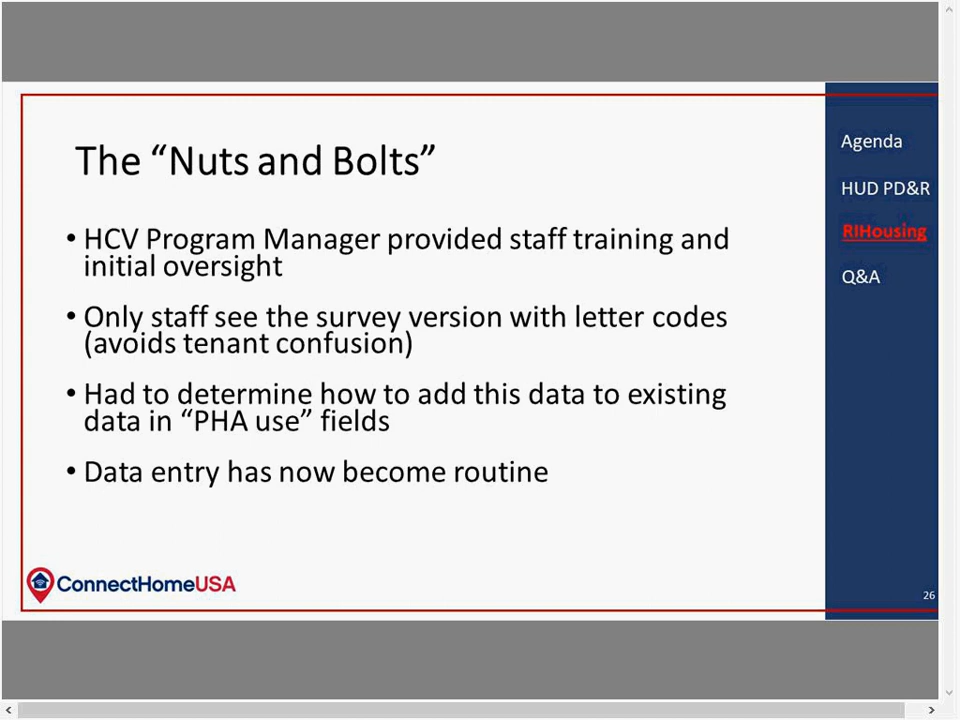 The “Nuts and Bolts”
• HCV Program Manager provided staff training and
initial oversight
• Only staff see the survey version with letter codes
(avoids tenant confusion)
• Had to determine how to add this data to existing
data in “PHA use” fields
• Data entry has now become routine
ConnectHomeUSA
Agenda
HUD PD&R
RIHousing
Q&A
26